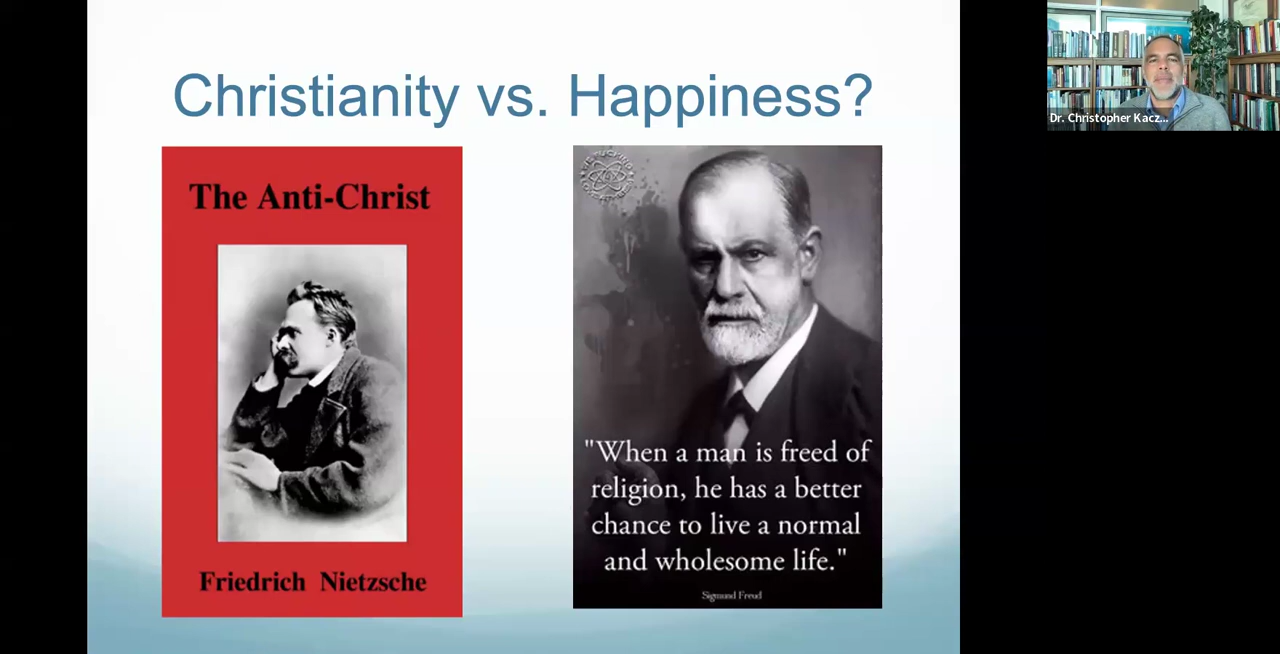 Christianity vs. Happiness?
The Anti-Christ
Friedrich Nietzsche
"When a man is freed of
religion, he has a better
chance to live a normal
and wholesome life."
Sigmund Freud
Dr. Christopher Kacz...